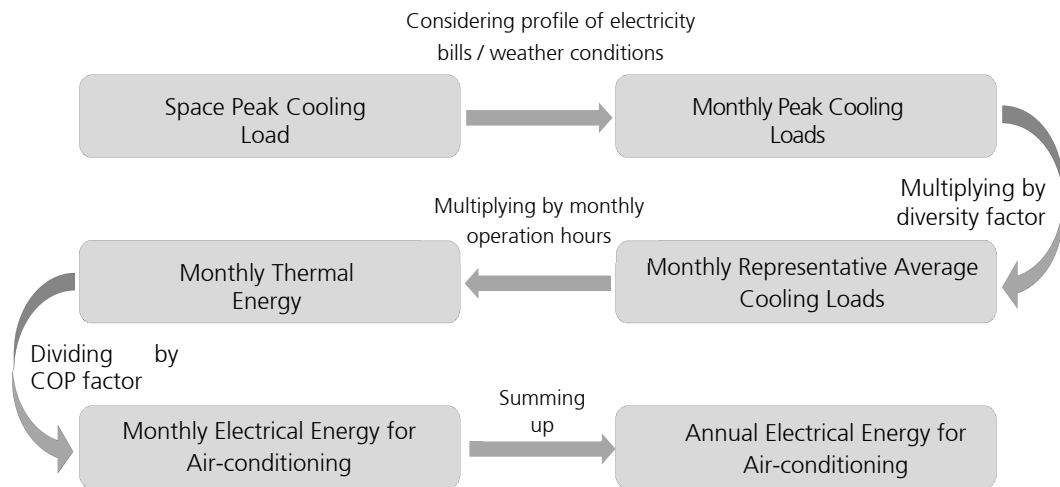 Considering profile of electricity
bills / weather conditions
Space Peak Cooling
Load
Monthly Peak Cooling
Loads
Multiplying by
diversity factor
Monthly Representative Average
Cooling Loads
Multiplying by monthly
operation hours
Monthly Thermal
Energy
Dividing by
COP factor
Monthly Electrical Energy for
Air-conditioning
Summing
up
Annual Electrical Energy for
Air-conditioning